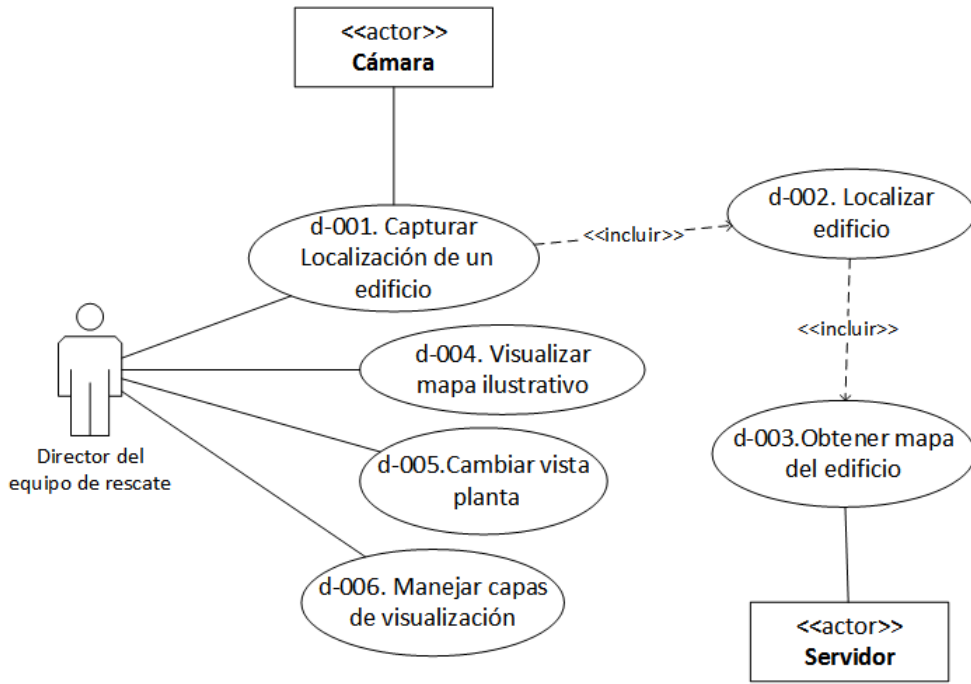 <<actor>>
Cámara
d-001. Capturar
Localización de un
edificio
<<incluir>>
d-002. Localizar
edificio
<<incluir>>
d-004. Visualizar
mapa ilustrativo
d-003.Obtener mapa
del edificio
Director del
equipo de rescate
d-005.Cambiar vista
planta
d-006. Manejar capas
de visualización
<<actor>>
Servidor